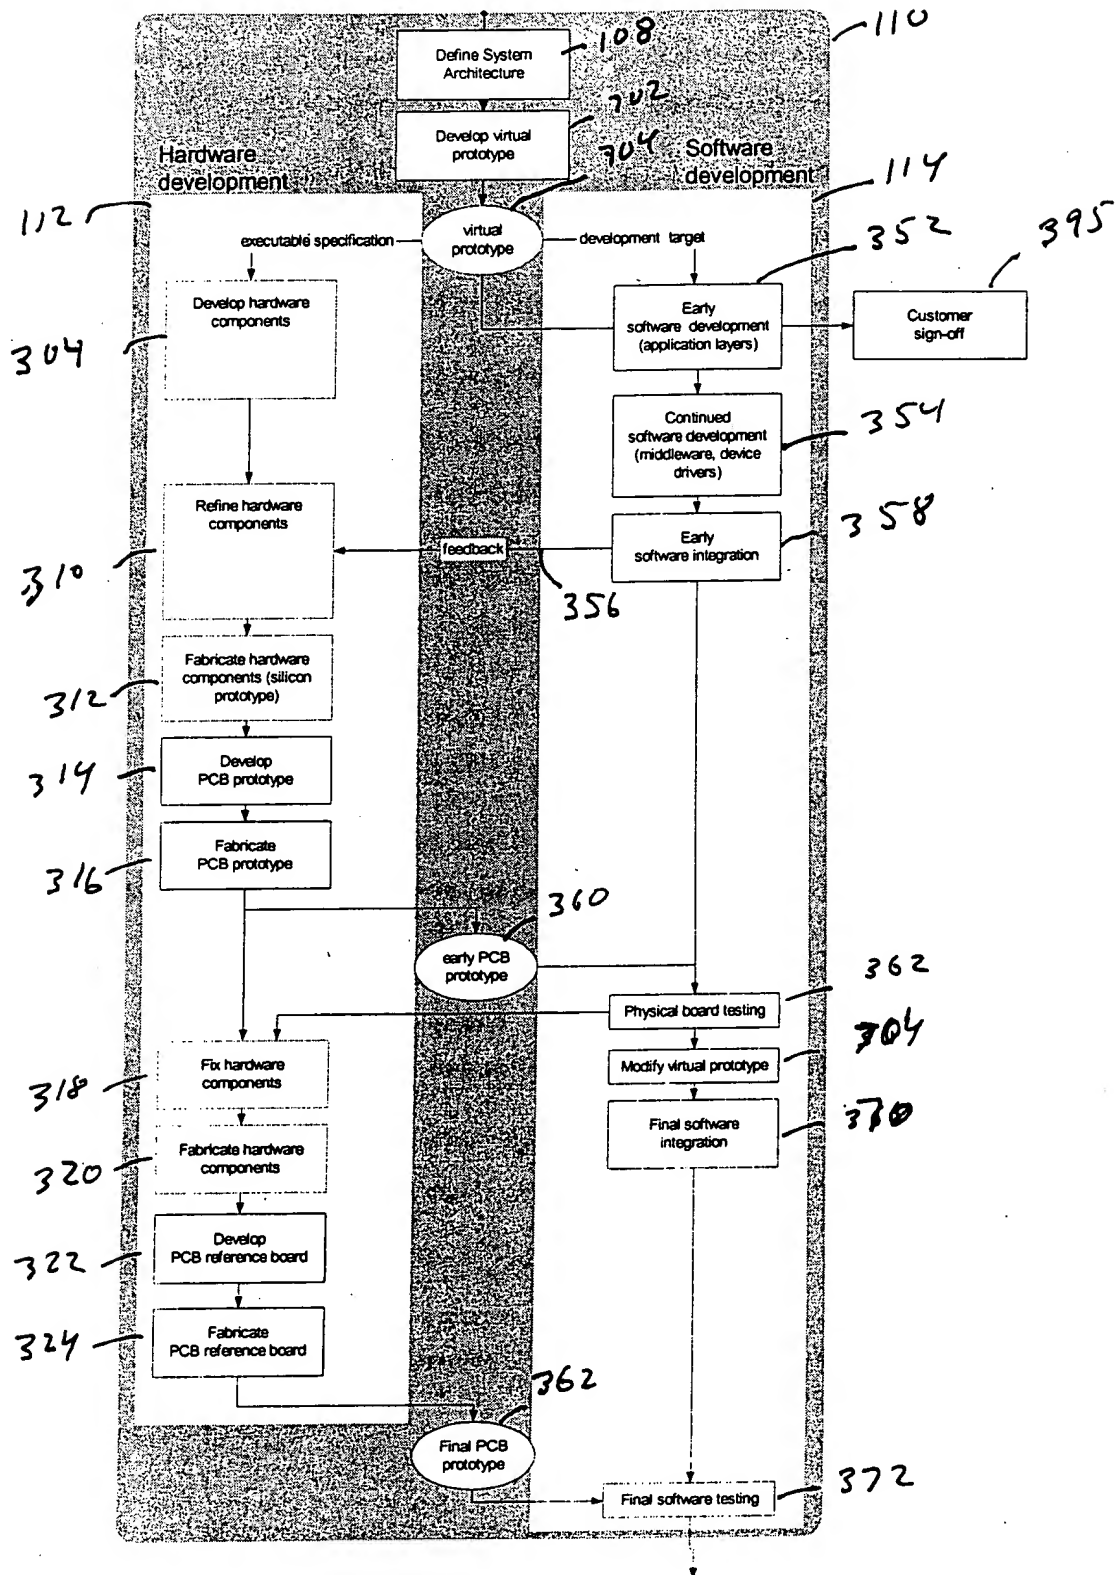 110
108
Define System
Architecture
702
Develop virtual
prototype
704
Hardware
development
Software
development
112
114
virtual
prototype
executable specification
development target
352
395
Develop hardware
components
304
Early
software development
(application layers)
Customer
sign-off
Continued
software development
(middleware, device
drivers)
354
Refine hardware
components
310
feedback
Early
software integration
358
356
Fabricate hardware
components (silicon
prototype)
312
Develop
PCB prototype
314
Fabricate
PCB prototype
316
360
early PCB
prototype
362
Physical board testing
Modify virtual prototype
Fix hardware
components
318
Final software
integration
Fabricate hardware
components
320
Develop
PCB reference board
322
Fabricate
PCB reference board
324
362
Final PCB
prototype
Final software testing
372